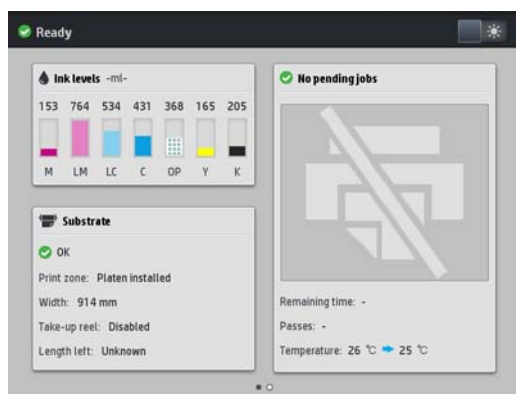 Ready
Ink levels -ml-
153 764 534 431 368 165 205
M LM LC C OP Y K
Substrate
OK
Print zone: Platen installed
Width: 914 mm
Take-up reel: Disabled
Length left: Unknown
No pending jobs
Remaining time: -
Passes: -
Temperature: 26 °C 25 °C